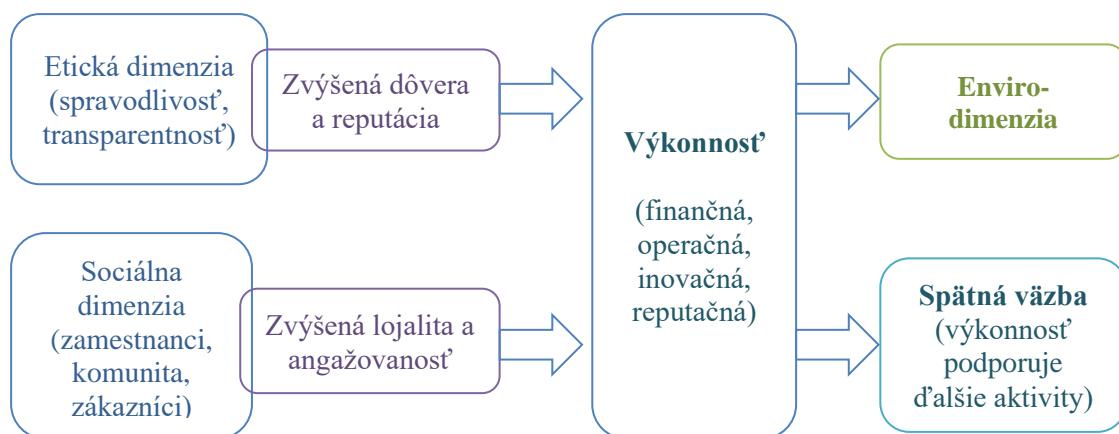 Etická dimenzia
(spravodlivosť,
transparentnosť)
Zvýšená dôvera
a reputácia
Sociálna
dimenzia
(zamestnanci,
komunita,
zákazníci)
Zvýšená lojalita a
angažovanosť
Výkonnosť
(finančná,
operačná,
inovačná,
reputačná)
Enviro-
dimenzia
Spätná väzba
(výkonnosť
podporuje
ďalšie aktivity)